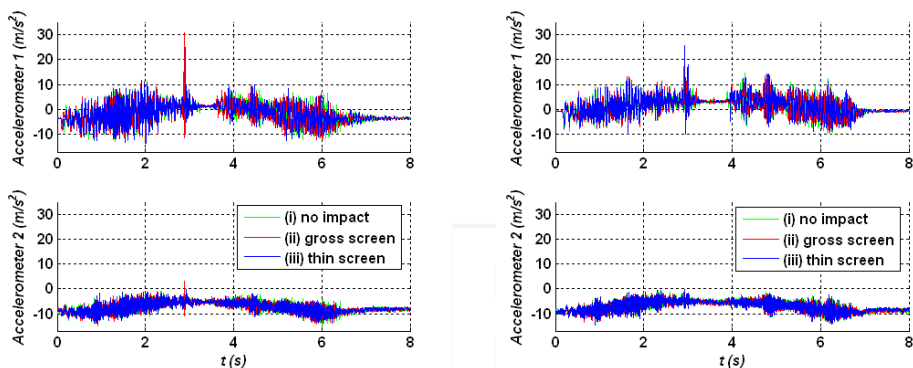 Accelerometer 1 (m/s²)
30
20
10
0
-10
0 2 4 6 8
Accelerometer 1 (m/s²)
30
20
10
0
-10
0 2 4 6 8
Accelerometer 2 (m/s²)
30
20
10
0
-10
(i) no impact
(ii) gross screen
(iii) thin screen
0 2 4 6 8
t (s)
Accelerometer 2 (m/s²)
30
20
10
0
-10
(i) no impact
(ii) gross screen
(iii) thin screen
0 2 4 6 8
t (s)